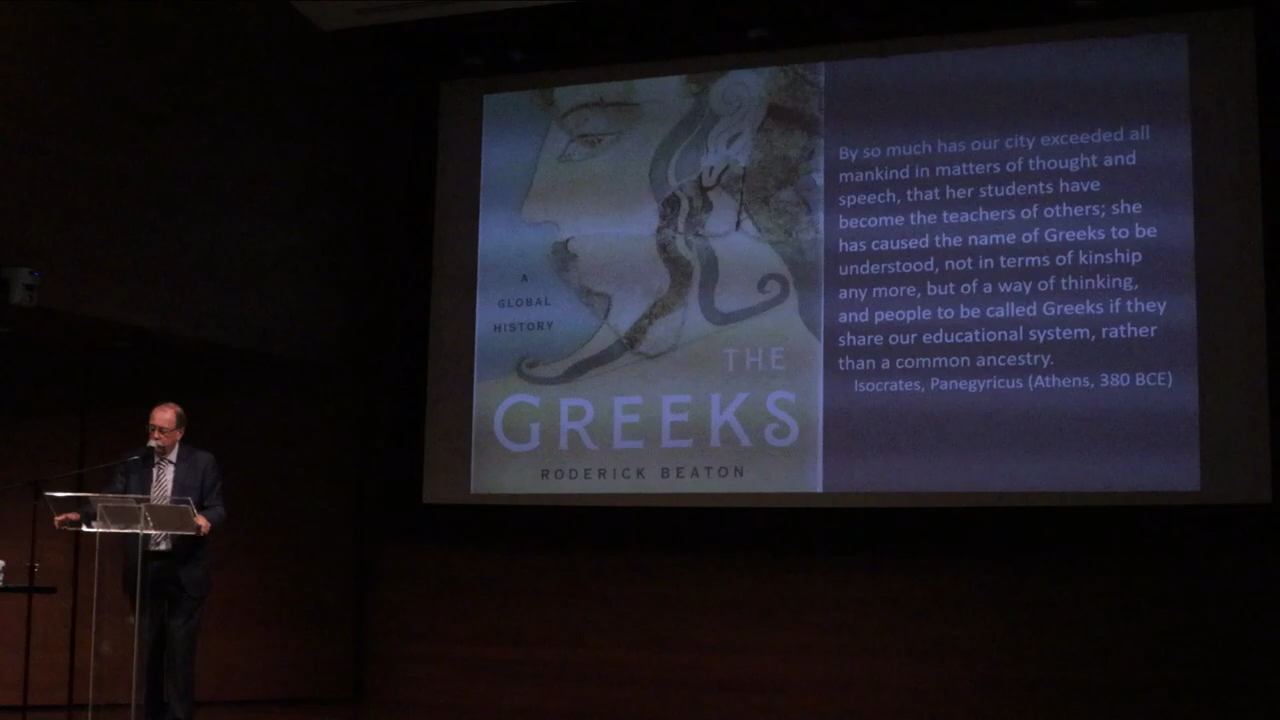 A
GLOBAL
HISTORY
THE
GREEKS
RODERICK BEATON
By so much has our city exceeded all
mankind in matters of thought and
speech, that her students have
become the teachers of others; she
has caused the name of Greeks to be
understood, not in terms of kinship
any more, but of a way of thinking,
and people to be called Greeks if they
share our educational system, rather
than a common ancestry.
Isocrates, Panegyricus (Athens, 380 BCE)